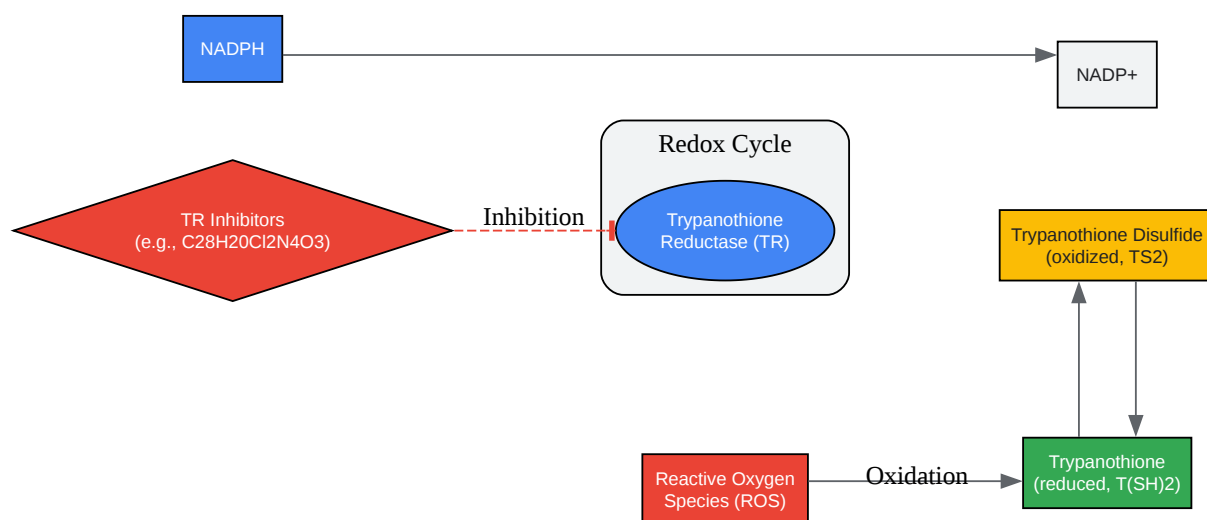 NADPH
NADP+
Redox Cycle
TR Inhibitors
(e.g., C28H20Cl2N4O3)
Inhibition
Trypanothione
Reductase (TR)
Trypanothione Disulfide
(oxidized, TS2)
Reactive Oxygen
Species (ROS)
Oxidation
Trypanothione
(reduced, T(SH)2)